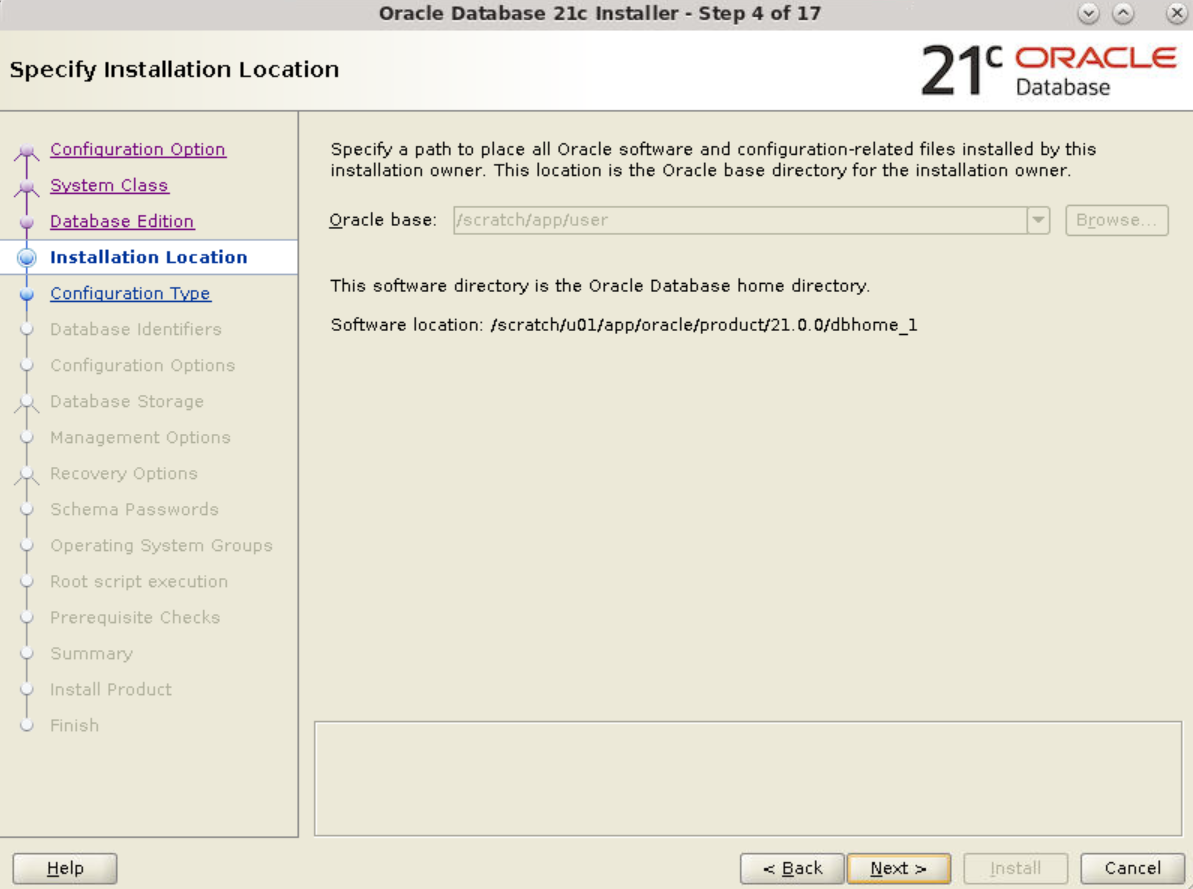 Oracle Database 21c Installer - Step 4 of 17
Specify Installation Location
21c ORACLE
Database
Configuration Option
System Class
Database Edition
Installation Location
Configuration Type
Database Identifiers
Configuration Options
Database Storage
Management Options
Recovery Options
Schema Passwords
Operating System Groups
Root script execution
Prerequisite Checks
Summary
Install Product
Finish
Specify a path to place all Oracle software and configuration-related files installed by this
installation owner. This location is the Oracle base directory for the installation owner.
Oracle base: /scratch/app/user Browse...
This software directory is the Oracle Database home directory.
Software location: /scratch/u01/app/oracle/product/21.0.0/dbhome_1
Help < Back Next > Install Cancel